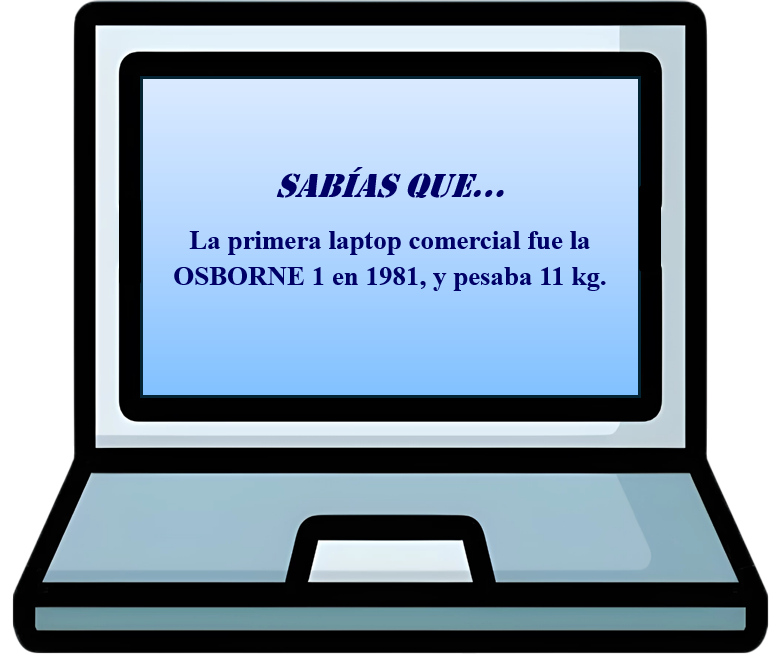 SABÍAS QUE...
La primera laptop comercial fue la
OSBORNE 1 en 1981, y pesaba 11 kg.